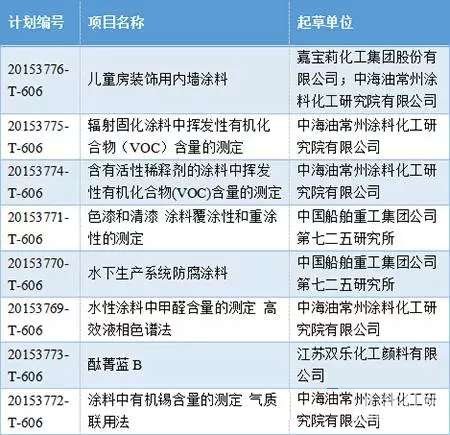 计划编号 项目名称 起草单位
20153776- 儿童房装饰用内墙涂料 嘉宝莉化工集团股份有
T-606 限公司；中海油常州涂
料化工研究院有限公司
20153775- 辐射固化涂料中挥发性有机化 中海油常州涂料化工研
T-606 合物（VOC）含量的测定 究院有限公司
20153774- 含有活性稀释剂的涂料中挥发 中海油常州涂料化工研
T-606 性有机化合物(VOC)含量的测定 究院有限公司
20153771- 色漆和清漆 涂料覆涂性和重涂 中国船舶重工集团公司
T-606 性的测定 第七二五研究所
20153770- 水下生产系统防腐涂料 中国船舶重工集团公司
T-606 第七二五研究所
20153769- 水性涂料中甲醛含量的测定 高 中海油常州涂料化工研
T-606 效液相色谱法 究院有限公司
20153773- 酞菁蓝 B 江苏双乐化工颜料有限
T-606 公司
20153772- 涂料中有机锡含量的测定 气质 中海油常州涂料化工研
T-606 联用法 究院有限公司